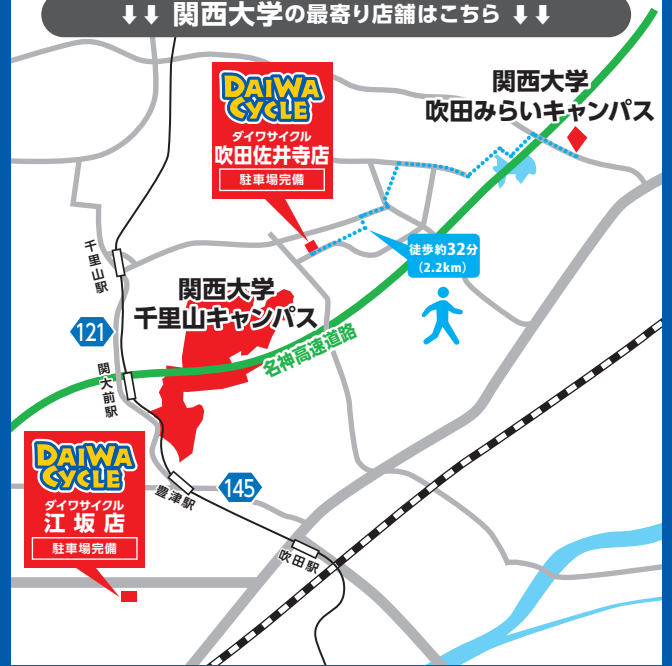 ↓↓ 関西大学の最寄り店舗はこちら ↓↓
関西大学
吹田みらいキャンパス
DAIWA
CYCLE
ダイワサイクル
吹田佐井寺店
駐車場完備
徒歩約32分
(2.2km)
千里山駅
関西大学
千里山キャンパス
121
名神高速道路
関大前駅
DAIWA
CYCLE
ダイワサイクル
江坂店
駐車場完備
145
豊津駅
吹田駅